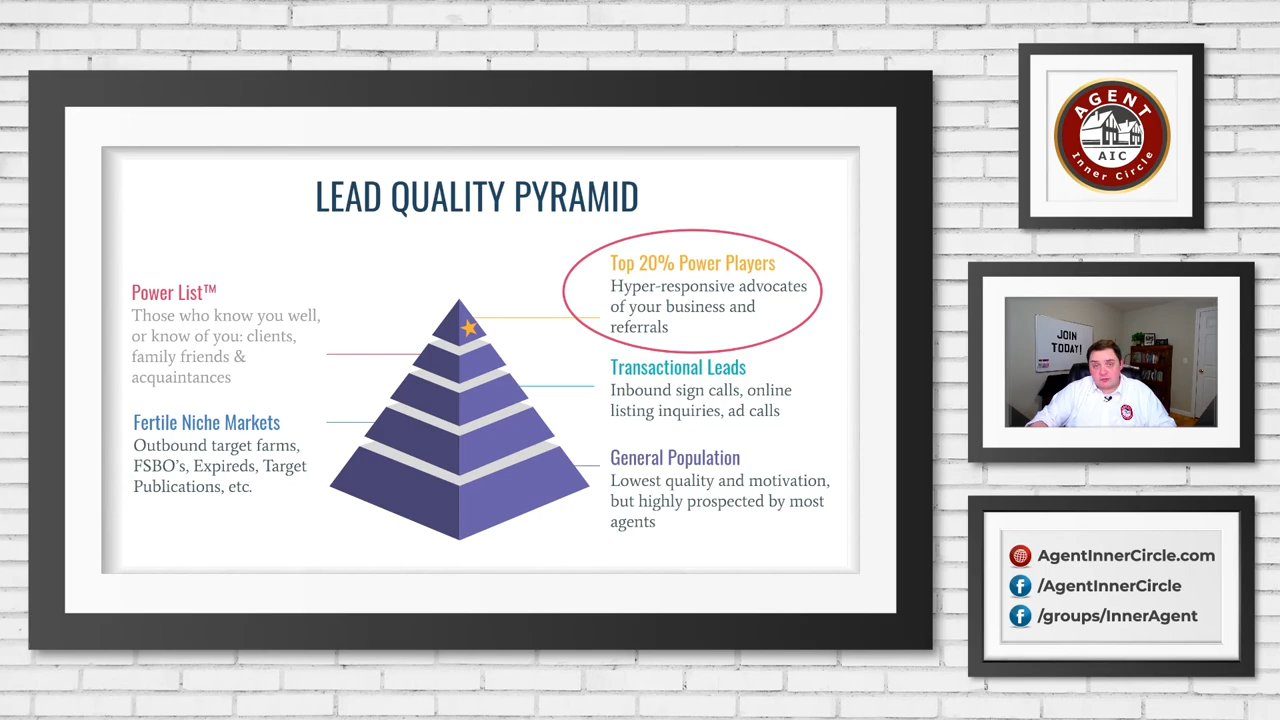 LEAD QUALITY PYRAMID
Top 20% Power Players
Hyper-responsive advocates
of your business and
referrals
Power List™
Those who know you well,
or know of you: clients,
family friends &
acquaintances
Transactional Leads
Inbound sign calls, online
listing inquiries, ad calls
Fertile Niche Markets
Outbound target farms,
FSBO's, Expireds, Target
Publications, etc.
General Population
Lowest quality and motivation,
but highly prospected by most
agents
AGENT
AIC
Inner Circle
JOIN
TODAY!
AgentInnerCircle.com
/AgentInnerCircle
/groups/InnerAgent